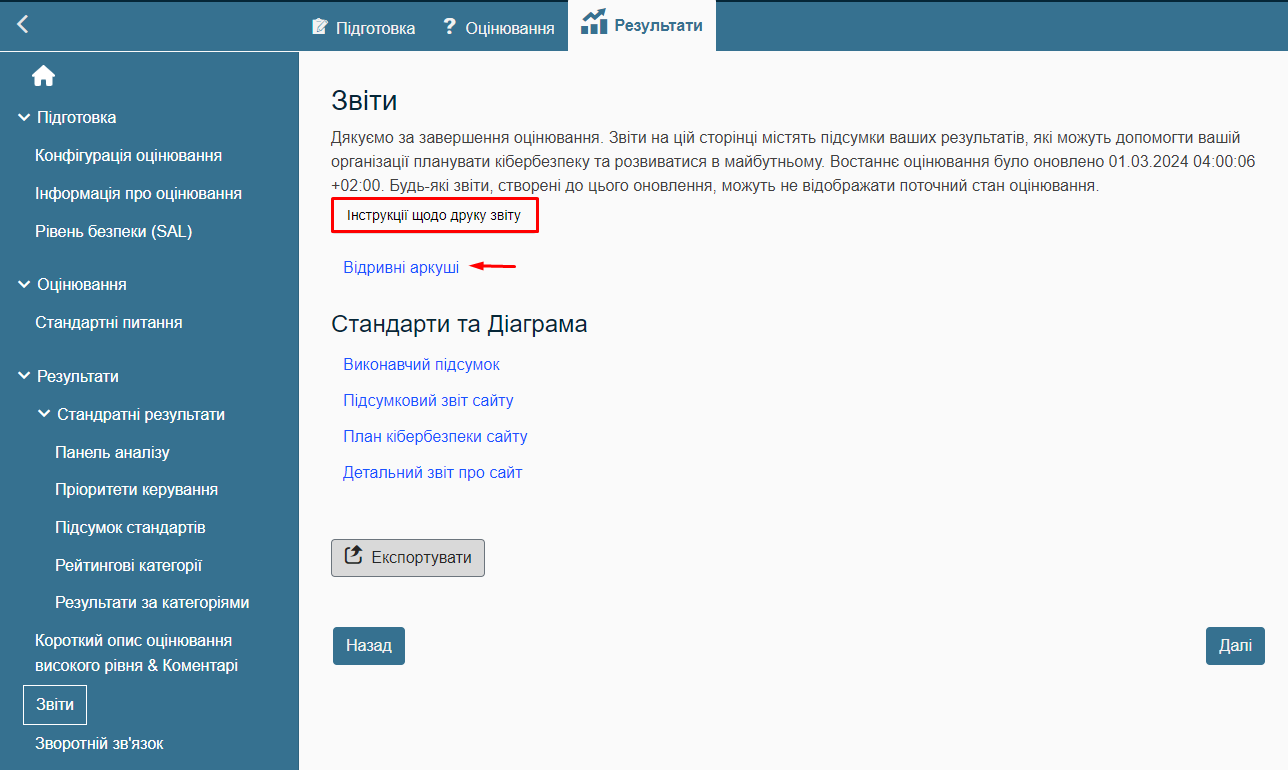 Підготовка
? Оцінювання
Результати
Підготовка
Конфігурація оцінювання
Інформація про оцінювання
Рівень безпеки (SAL)
Оцінювання
Стандартні питання
Результати
Стандратні результати
Панель аналізу
Пріоритети керування
Підсумок стандартів
Рейтингові категорії
Результати за категоріями
Короткий опис оцінювання
високого рівня & Коментарі
Звіти
Зворотній зв'язок
Звіти
Дякуємо за завершення оцінювання. Звіти на цій сторінці містять підсумки ваших результатів, які можуть допомогти вашій
організації планувати кібербезпеку та розвиватися в майбутньому. Востаннє оцінювання було оновлено 01.03.2024 04:00:06
+02:00. Будь-які звіти, створені до цього оновлення, можуть не відображати поточний стан оцінювання.
Інструкції щодо друку звіту
Відривні аркуші
Стандарти та Діаграма
Виконавчий підсумок
Підсумковий звіт сайту
План кібербезпеки сайту
Детальний звіт про сайт
Експортувати
Назад
Далі